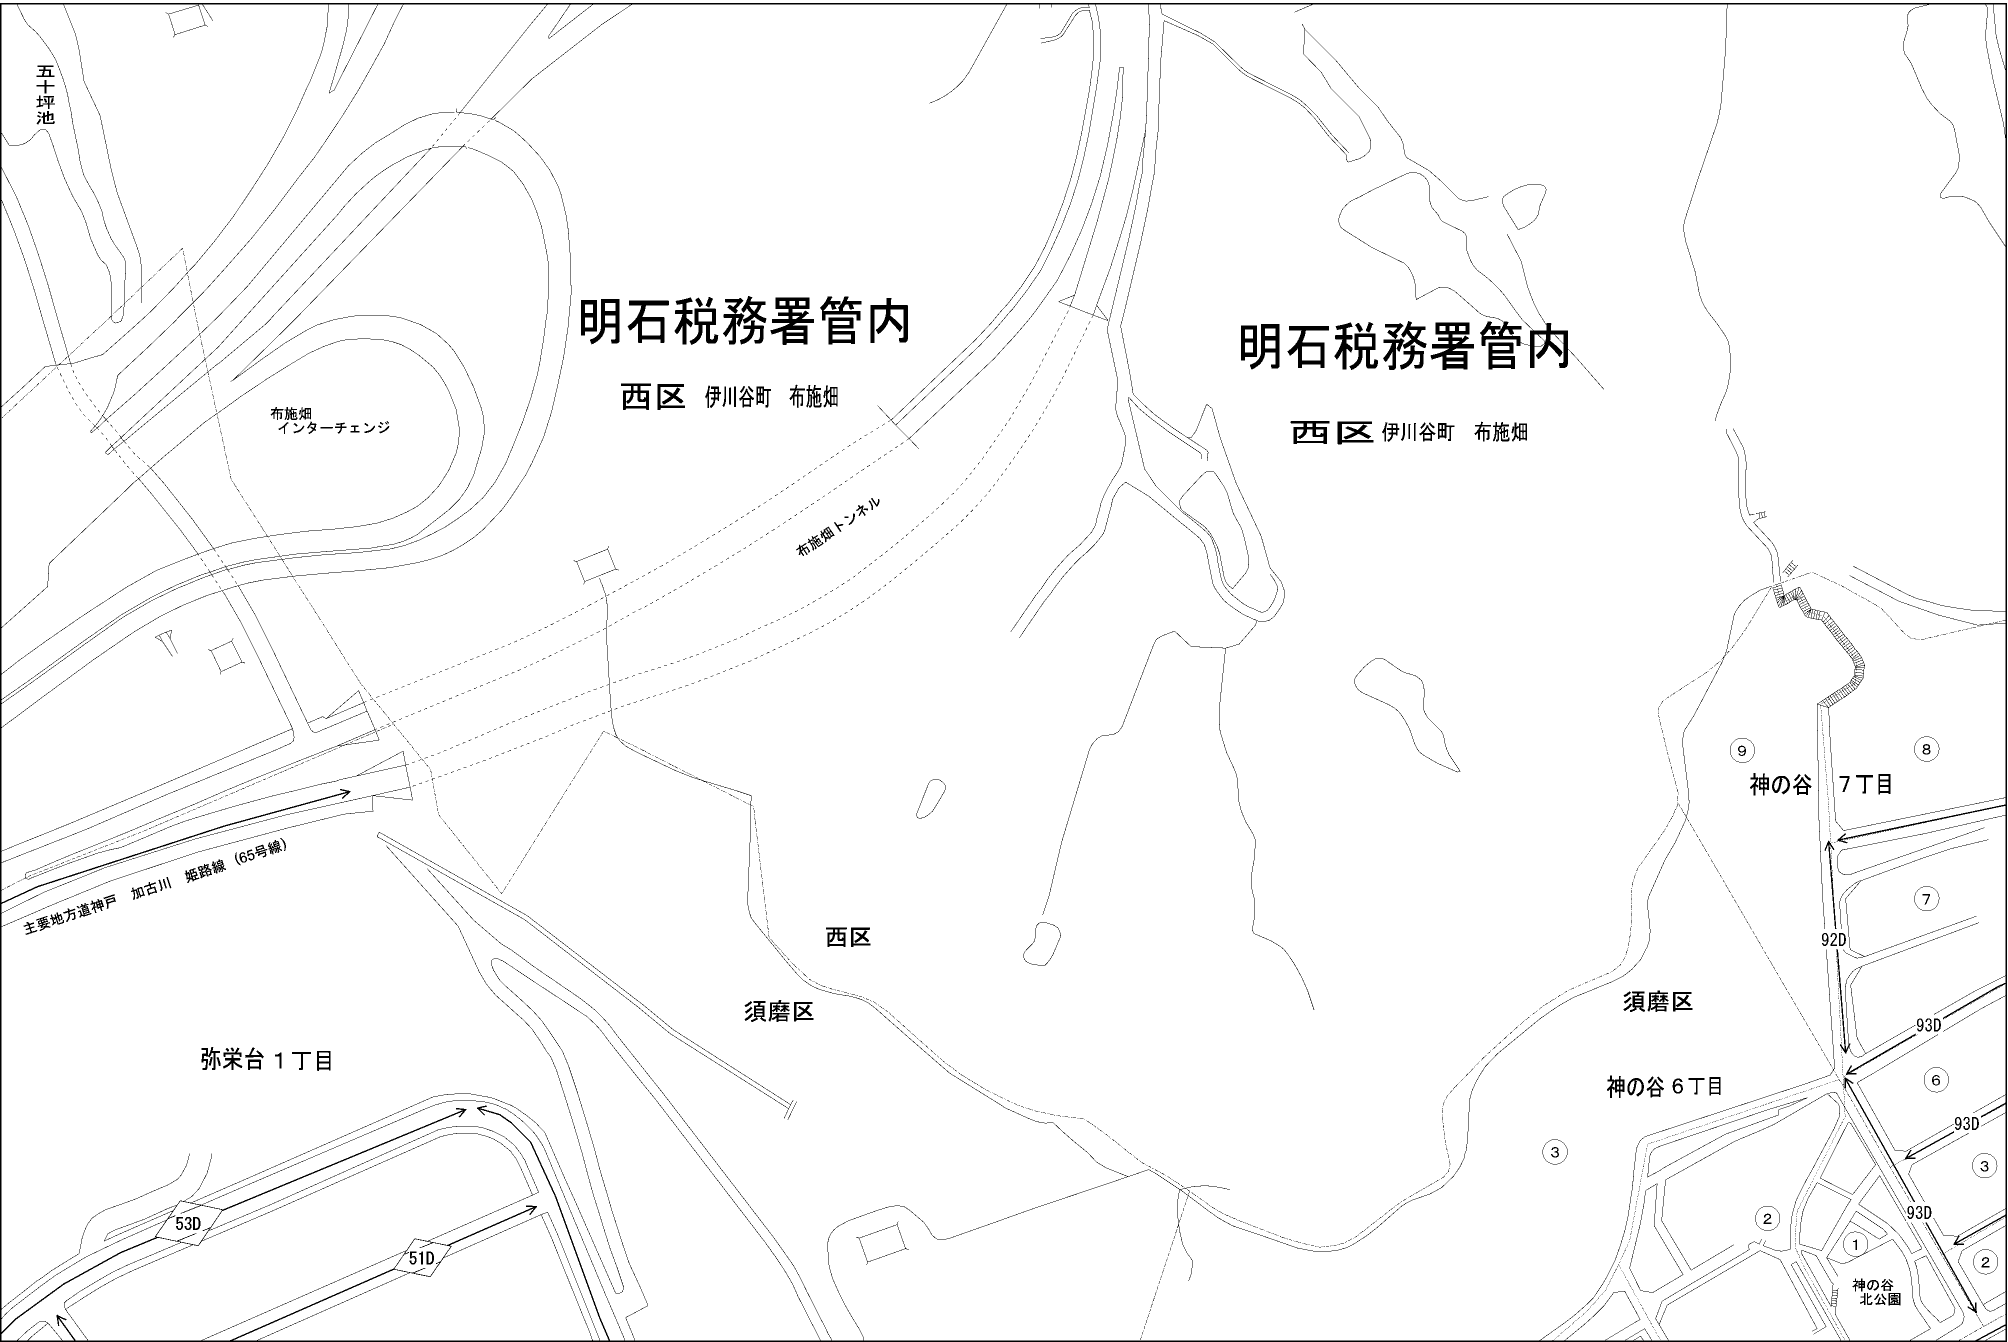 五十坪池
明石税務署管内
西区 伊川谷町 布施畑
明石税務署管内
西区 伊川谷町 布施畑
布施畑
インターチェンジ
布施畑トンネル
⑨
⑧
神の谷 7丁目
主要地方道神戸 加古川 姫路線(65号線)
⑦
92D
西区
須磨区
須磨区
93D
弥栄台 1丁目
神の谷 6丁目
⑥
93D
③
③
53D
②
93D
51D
①
②
神の谷
北公園